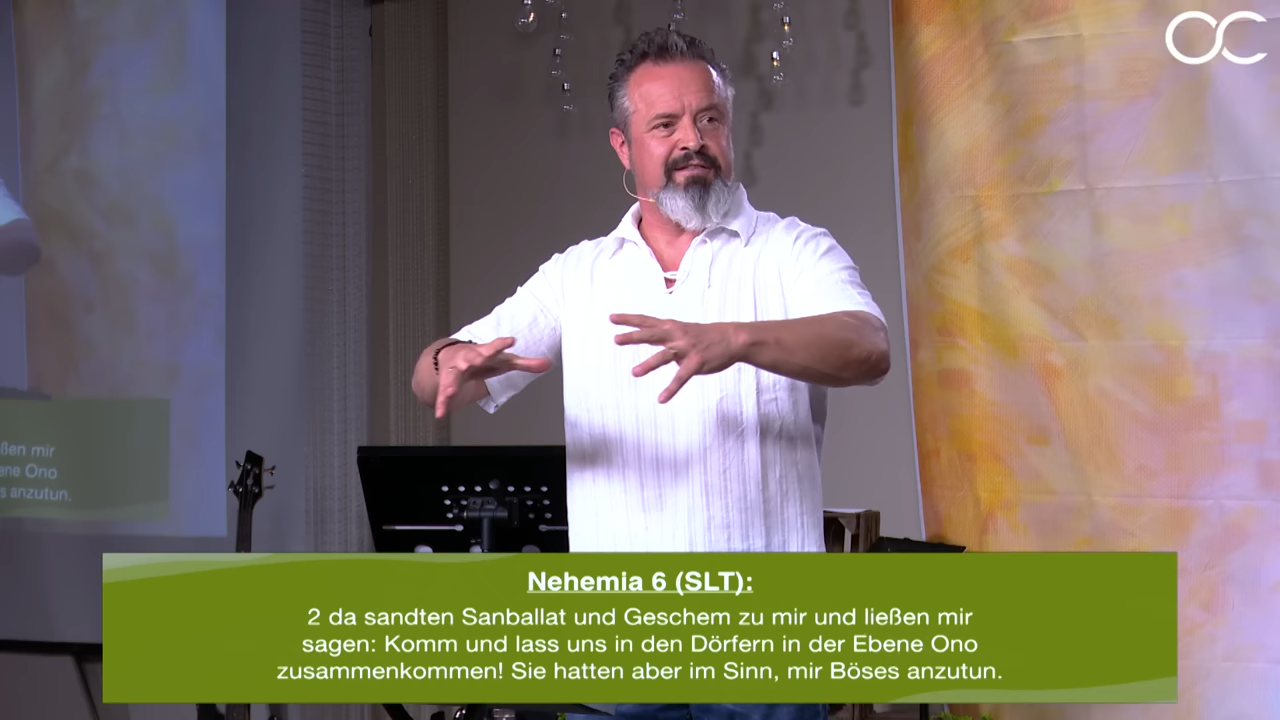 OC
ßen mir
ene Ono
s anzutun.
Nehemia 6 (SLT):
2 da sandten Sanballat und Geschem zu mir und ließen mir
sagen: Komm und lass uns in den Dörfern in der Ebene Ono
zusammenkommen! Sie hatten aber im Sinn, mir Böses anzutun.